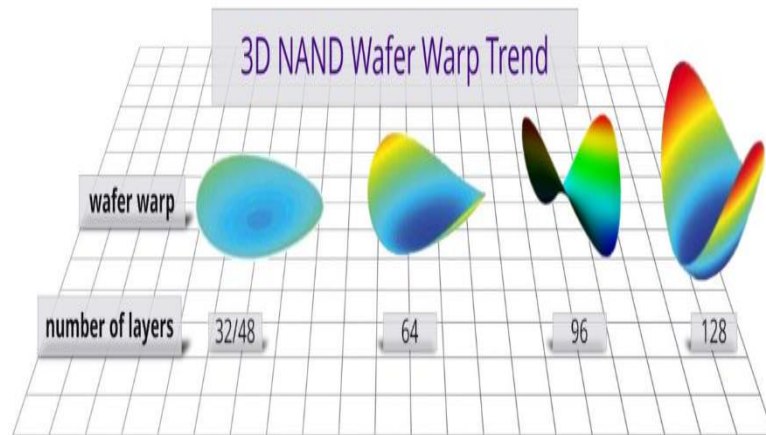 3D NAND Wafer Warp Trend
wafer warp
number of layers
32/48
64
96
128